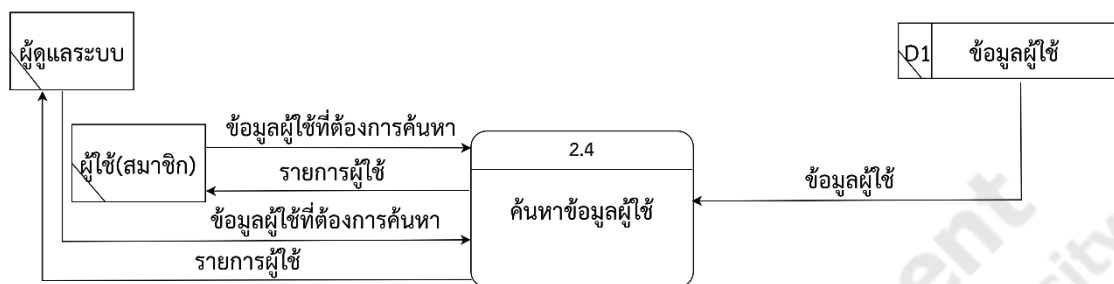 ผู้ดูแลระบบ
D1 ข้อมูลผู้ใช้
ข้อมูลผู้ใช้ที่ต้องการค้นหา
ผู้ใช้(สมาชิก)
2.4
รายการผู้ใช้
ข้อมูลผู้ใช้
ค้นหาข้อมูลผู้ใช้
ข้อมูลผู้ใช้ที่ต้องการค้นหา
รายการผู้ใช้